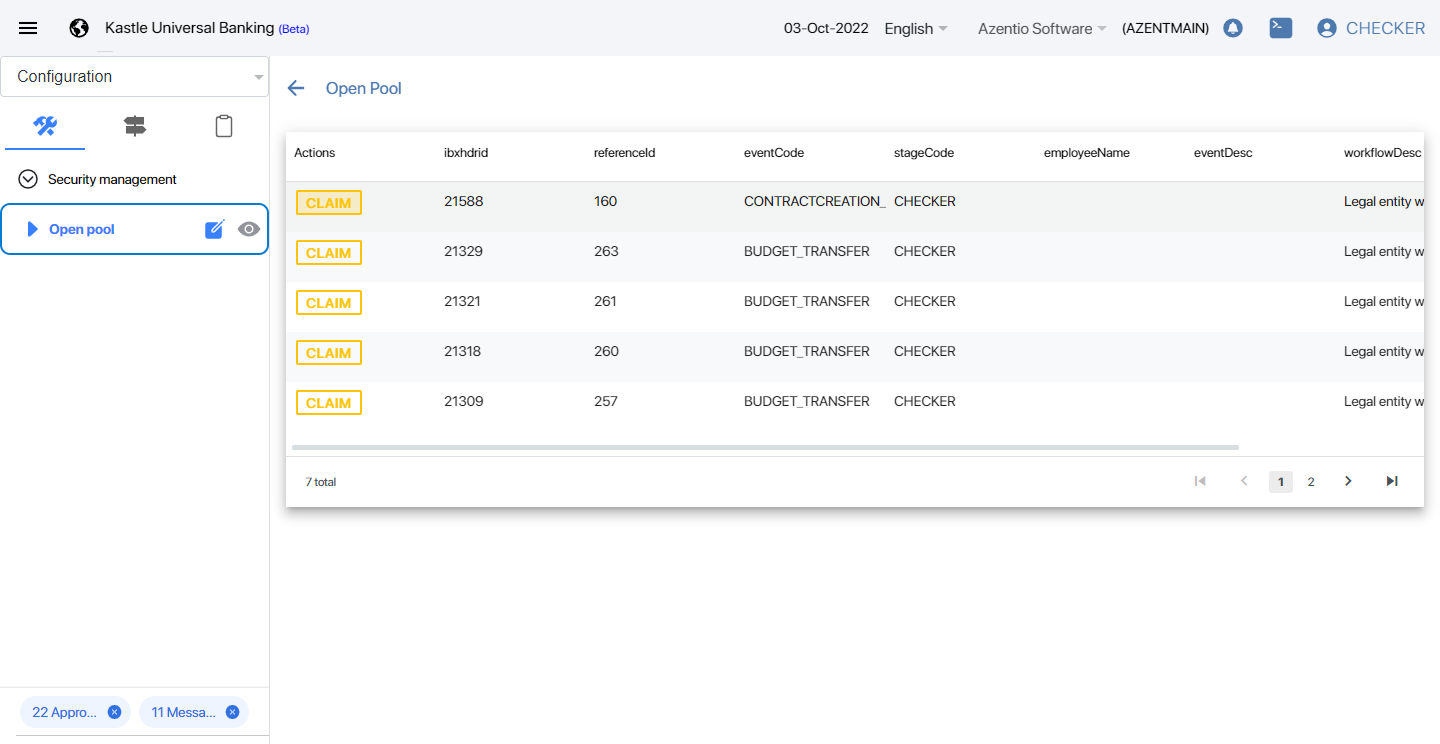 Kastle Universal Banking (Beta)
03-Oct-2022 English Azentio Software (AZENTMAIN) CHECKER
Configuration
Security management
Open pool
22 Appro... 11 Messa...
Open Pool
Actions ibxhdrid referenceId eventCode stageCode employeeName eventDesc workflowDesc
CLAIM 21588 160 CONTRACTCREATION_ CHECKER Legal entity w
CLAIM 21329 263 BUDGET_TRANSFER CHECKER Legal entity w
CLAIM 21321 261 BUDGET_TRANSFER CHECKER Legal entity w
CLAIM 21318 260 BUDGET_TRANSFER CHECKER Legal entity w
CLAIM 21309 257 BUDGET_TRANSFER CHECKER Legal entity w
7 total 1 2